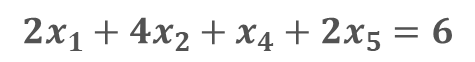 2x₁ + 4x₂ + x₄ + 2x₅ = 6